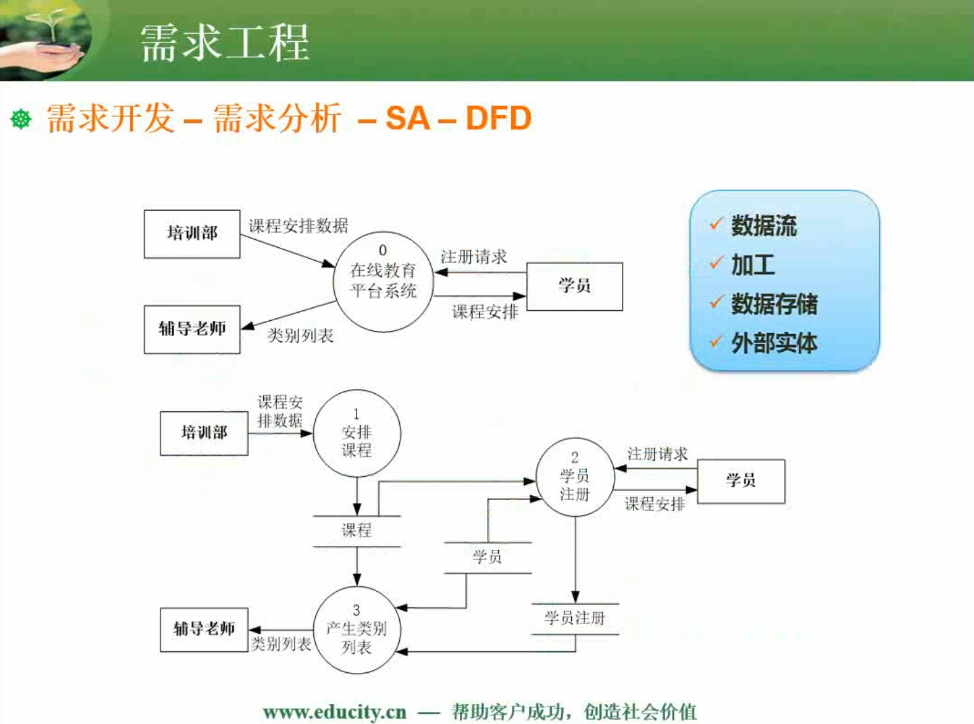 需求工程
需求开发 – 需求分析 – SA – DFD
培训部
课程安排数据
0
在线教育
平台系统
注册请求
学员
课程安排
辅导老师
类别列表
数据流
加工
数据存储
外部实体
培训部
课程安
排数据
1
安排
课程
2
学员
注册
注册请求
学员
课程安排
课程
学员
辅导老师
类别列表
3
产生类别
列表
学员注册
www.educity.cn — 帮助客户成功，创造社会价值